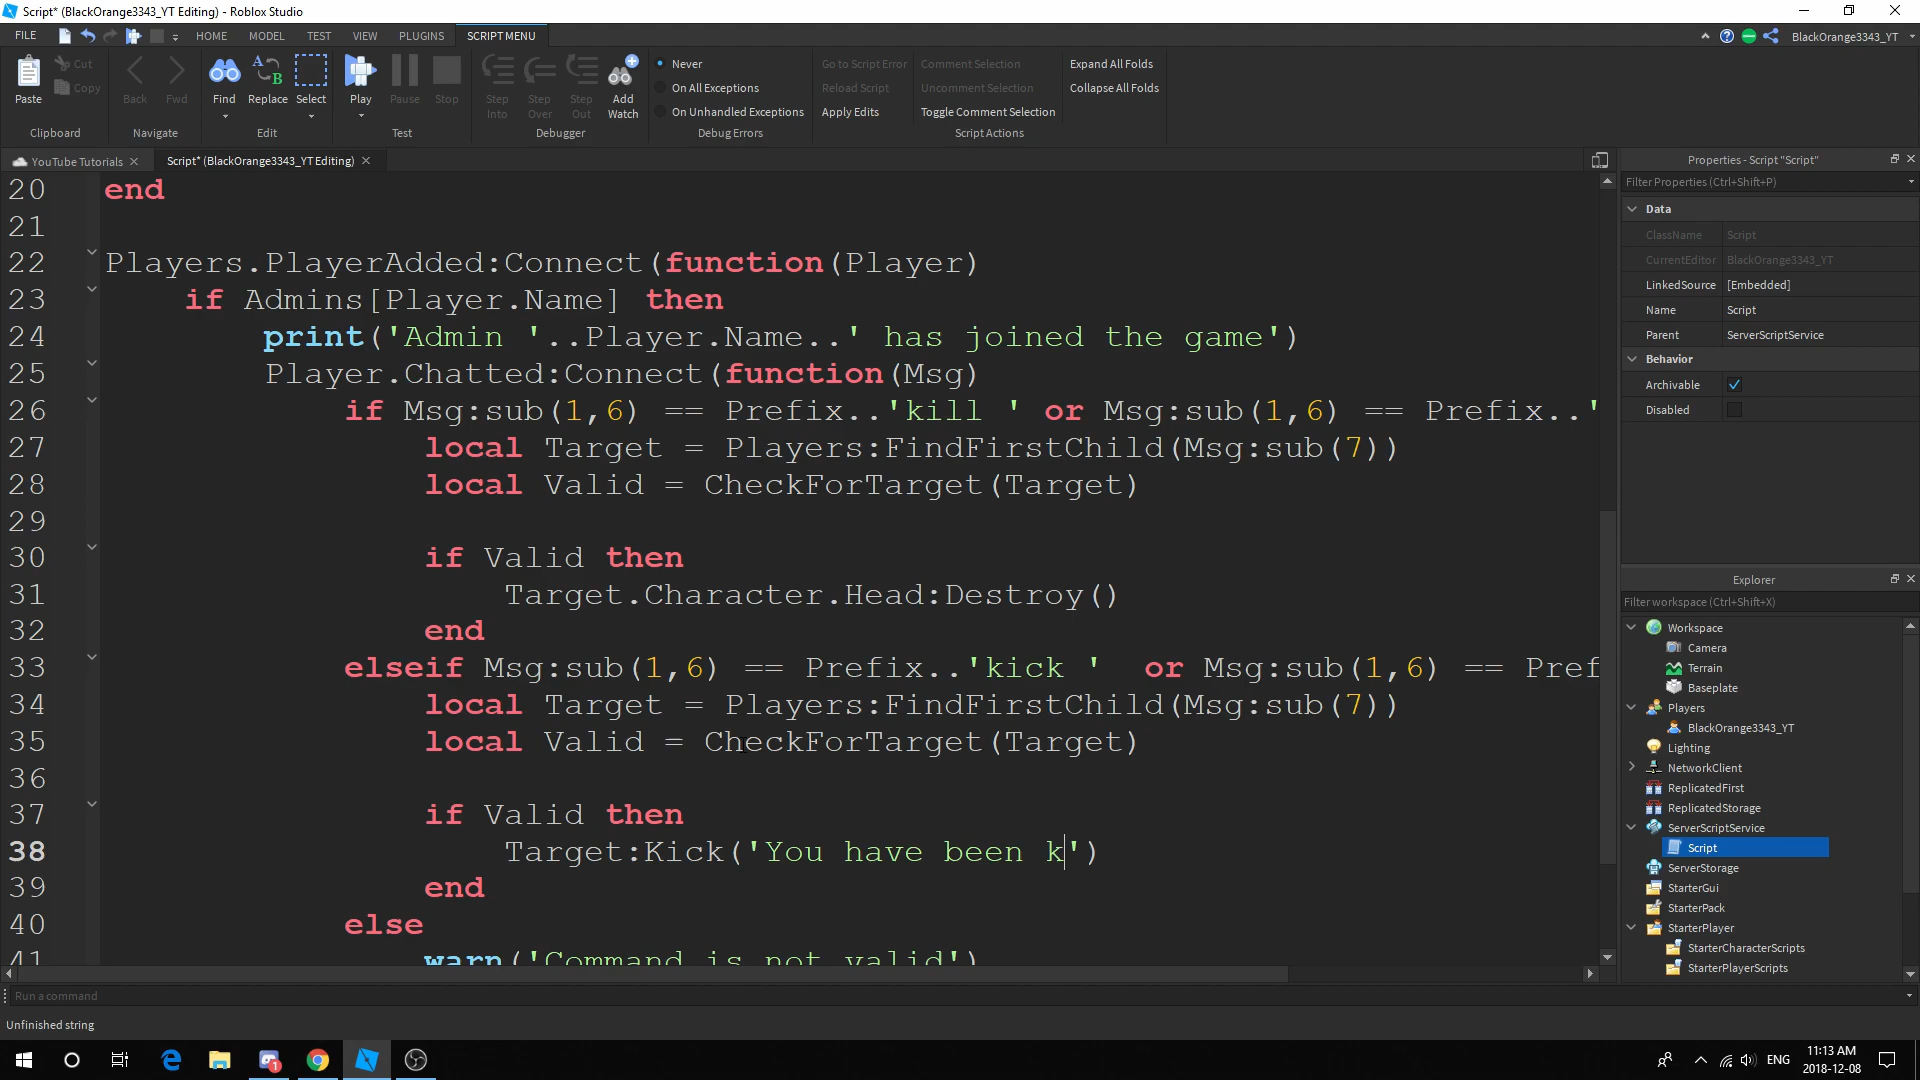 Script* (BlackOrange3343_YT Editing) - Roblox Studio
FILE HOME MODEL TEST VIEW PLUGINS SCRIPT MENU BlackOrange3343_YT
Paste Cut Copy
Clipboard
Back Fwd
Navigate
Find Replace Select
Edit
Play Pause Stop
Test
Step Into Step Over Step Out Add Watch
Debugger
Never
On All Exceptions
On Unhandled Exceptions
Debug Errors
Go to Script Error Comment Selection
Reload Script Uncomment Selection
Apply Edits Toggle Comment Selection
Script Actions
Expand All Folds
Collapse All Folds
YouTube Tutorials Script* (BlackOrange3343_YT Editing)
20 end
21
22 Players.PlayerAdded:Connect(function(Player)
23 if Admins[Player.Name] then
24 print('Admin '..Player.Name..' has joined the game')
25 Player.Chatted:Connect(function(Msg)
26 if Msg:sub(1,6) == Prefix..'kill ' or Msg:sub(1,6) == Prefix..'
27 local Target = Players:FindFirstChild(Msg:sub(7))
28 local Valid = CheckForTarget(Target)
29
30 if Valid then
31 Target.Character.Head:Destroy()
32 end
33 elseif Msg:sub(1,6) == Prefix..'kick ' or Msg:sub(1,6) == Pref
34 local Target = Players:FindFirstChild(Msg:sub(7))
35 local Valid = CheckForTarget(Target)
36
37 if Valid then
38 Target:Kick('You have been k')
39 end
40 else
41 warn('Command is not valid')
Run a command
Unfinished string
Properties - Script "Script"
Filter Properties (Ctrl+Shift+P)
Data
ClassName Script
CurrentEditor BlackOrange3343_YT
LinkedSource [Embedded]
Name Script
Parent ServerScriptService
Behavior
Archivable
Disabled
Explorer
Filter workspace (Ctrl+Shift+X)
Workspace
Camera
Terrain
Baseplate
Players
BlackOrange3343_YT
Lighting
NetworkClient
ReplicatedFirst
ReplicatedStorage
ServerScriptService
Script
ServerStorage
StarterGui
StarterPack
StarterPlayer
StarterCharacterScripts
StarterPlayerScripts
1
ENG
11:13 AM
2018-12-08